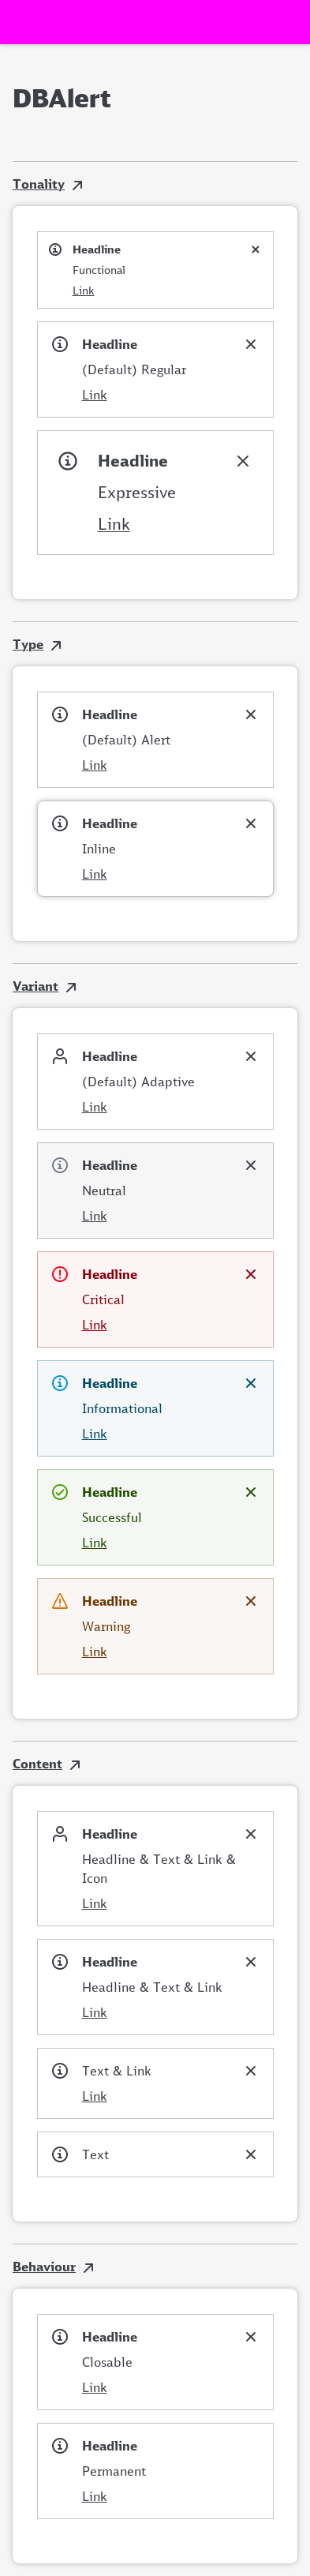 DBAlert
Tonality
Headline
Functional
Link
Headline
(Default) Regular
Link
Headline
Expressive
Link
Type
Headline
(Default) Alert
Link
Headline
Inline
Link
Variant
Headline
(Default) Adaptive
Link
Headline
Neutral
Link
Headline
Critical
Link
Headline
Informational
Link
Headline
Successful
Link
Headline
Warning
Link
Content
Headline
Headline & Text & Link &
Icon
Link
Headline
Headline & Text & Link
Link
Text & Link
Link
Text
Behaviour
Headline
Closable
Link
Headline
Permanent
Link